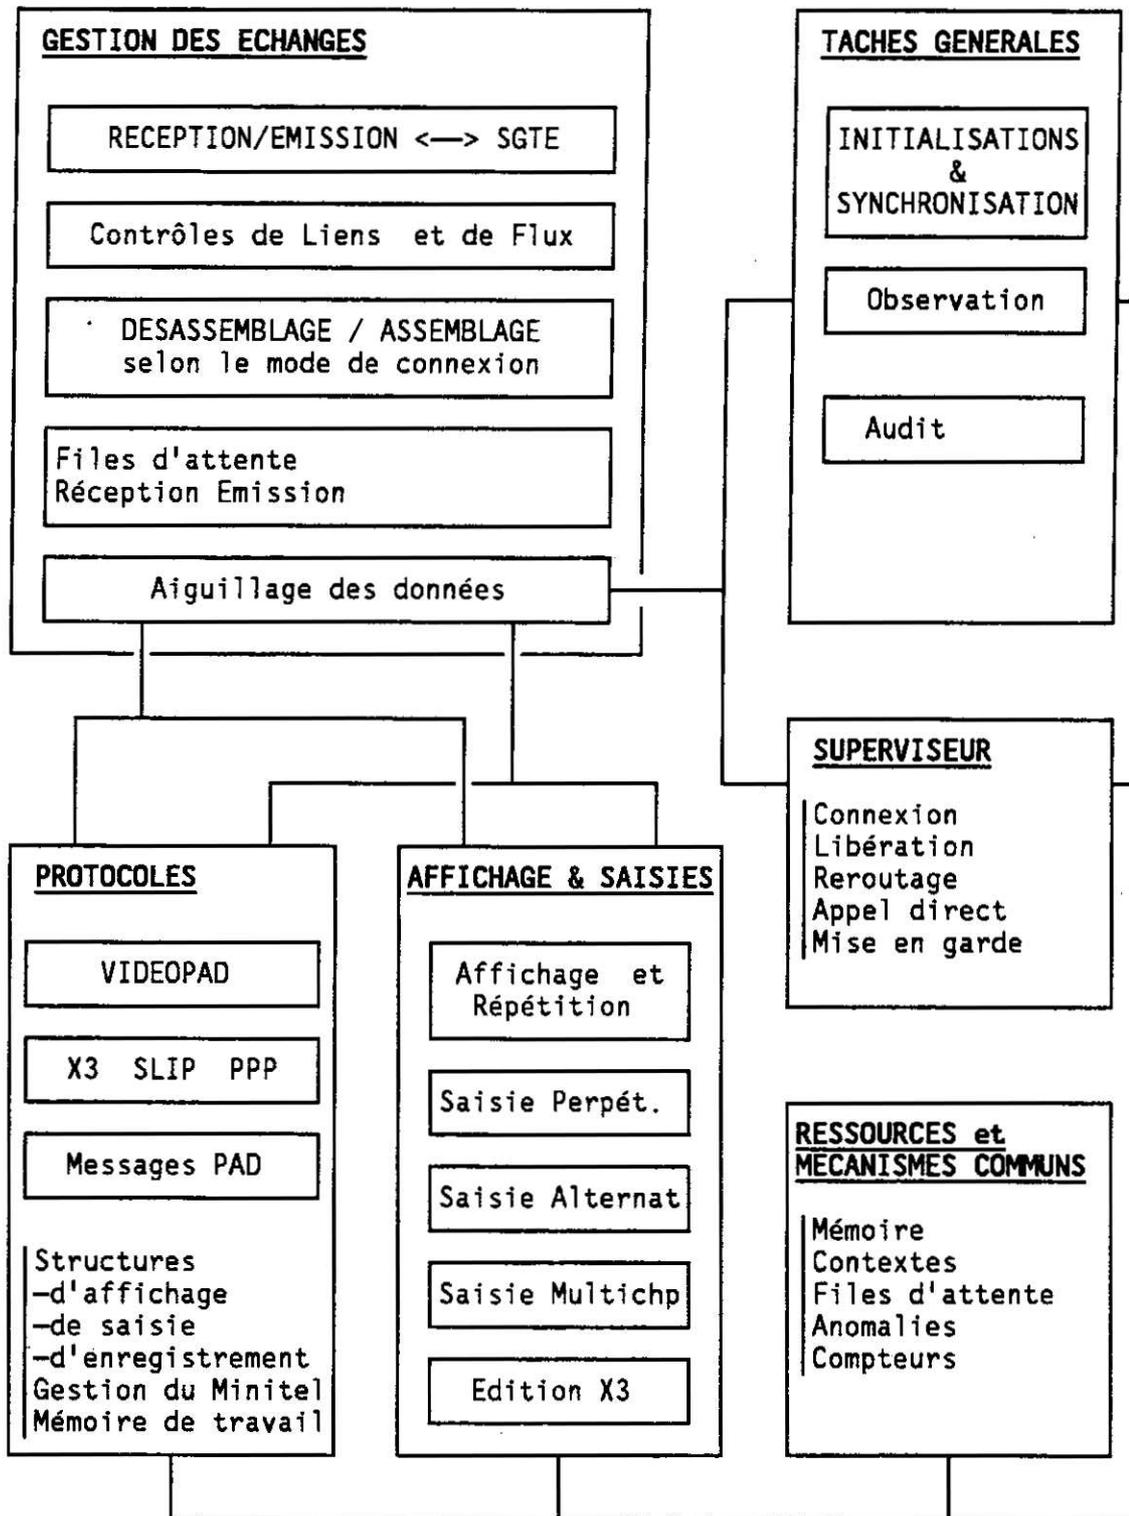 GESTION DES ECHANGES
RECEPTION/EMISSION <—> SGTE
Contrôles de Liens et de Flux
DESASSEMBLAGE / ASSEMBLAGE
selon le mode de connexion
Files d'attente
Réception Emission
Aiguillage des données
TACHES GENERALES
INITIALISATIONS
&
SYNCHRONISATION
Observation
Audit
SUPERVISEUR
Connexion
Libération
Reroutage
Appel direct
Mise en garde
PROTOCOLES
VIDEOPAD
X3 SLIP PPP
Messages PAD
Structures
—d'affichage
—de saisie
—d'enregistrement
Gestion du Minitel
Mémoire de travail
AFFICHAGE & SAISIES
Affichage et
Répétition
Saisie Perpét.
Saisie Alternat
Saisie Multichp
Edition X3
RESSOURCES et
MECANISMES COMMUNS
Mémoire
Contextes
Files d'attente
Anomalies
Compteurs